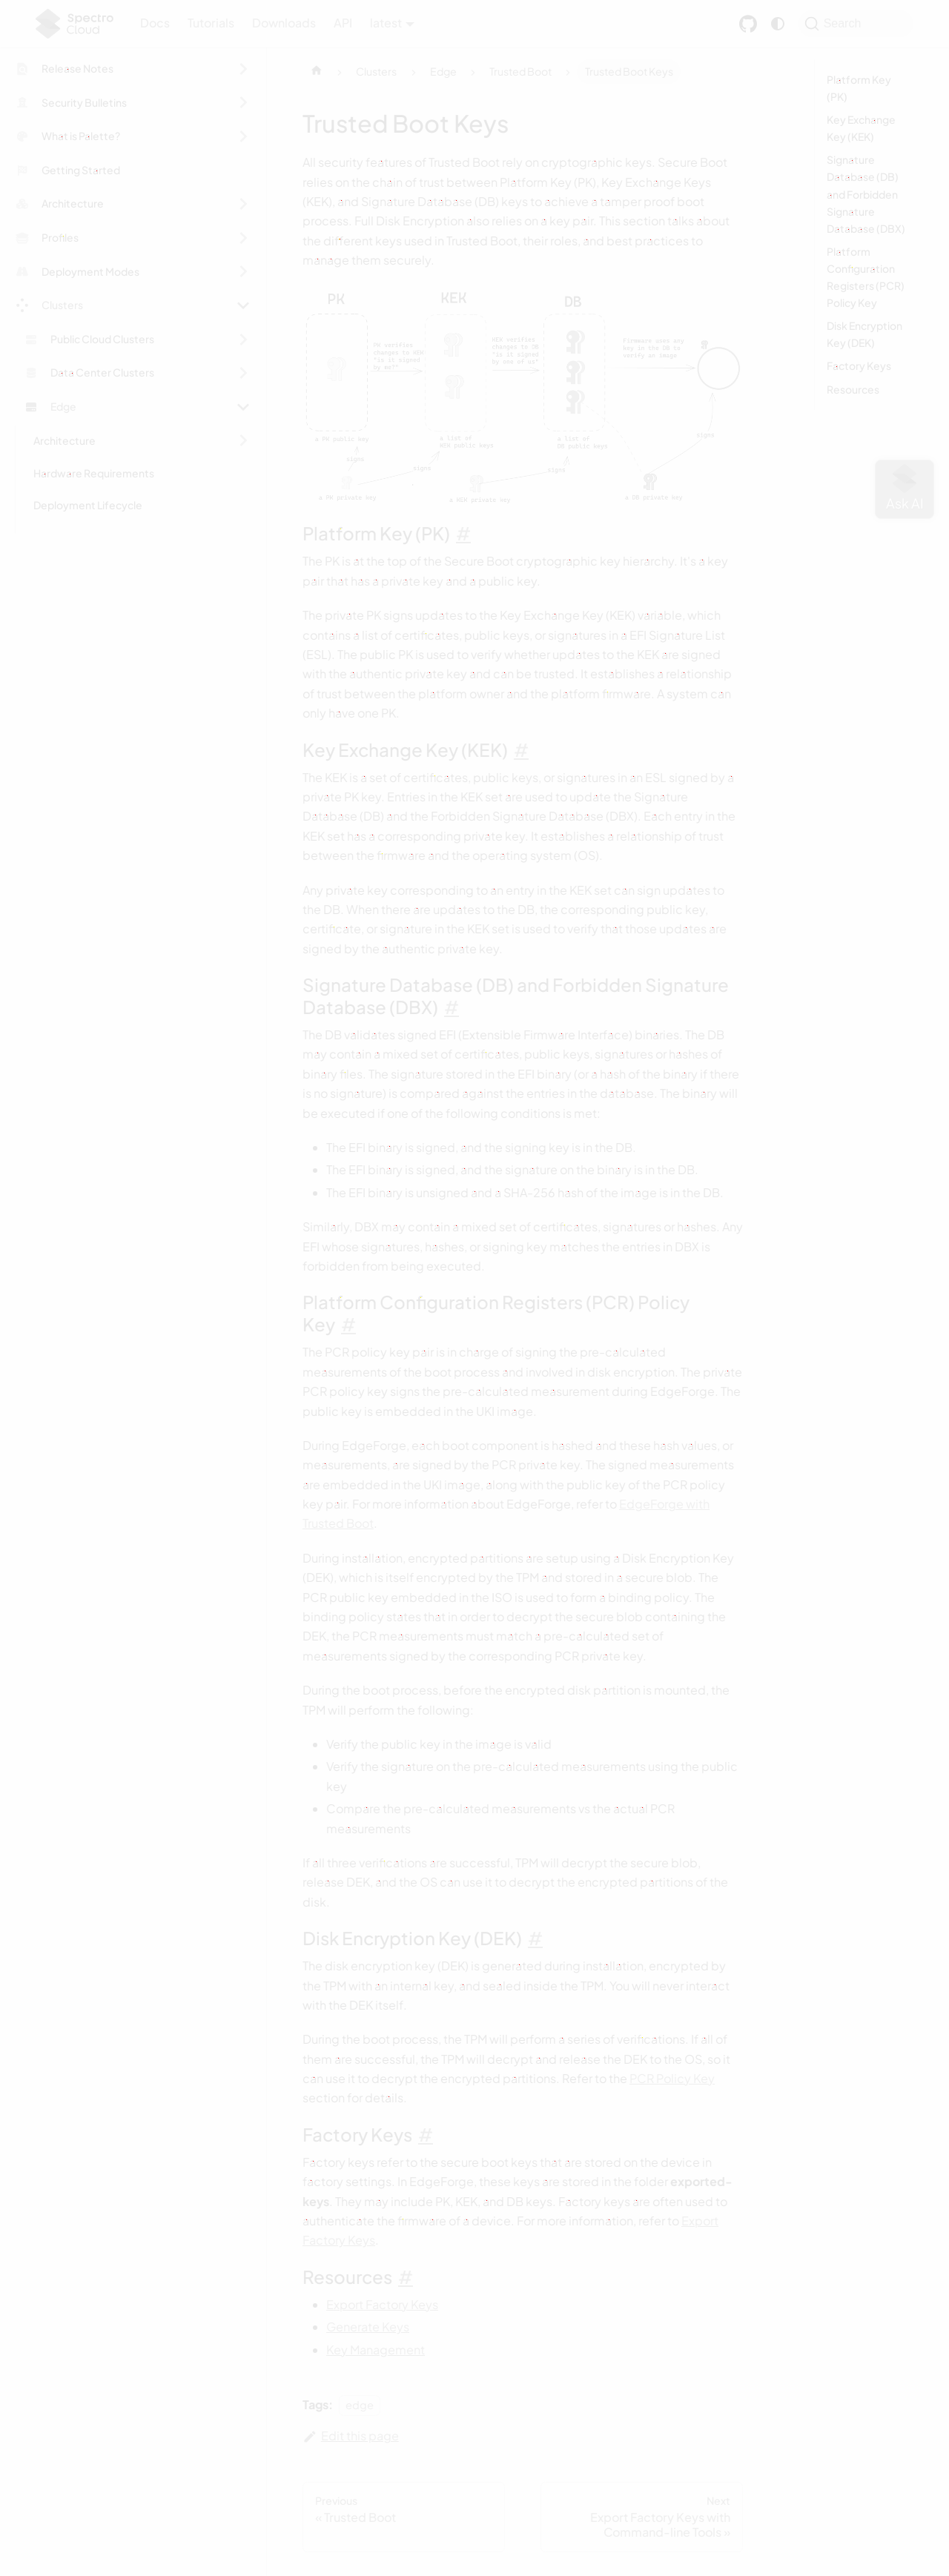 Spectro
Cloud
Docs
Tutorials
Downloads
API
latest
Search
Release Notes
Security Bulletins
What is Palette?
Getting Started
Architecture
Profiles
Deployment Modes
Clusters
Public Cloud Clusters
Data Center Clusters
Edge
Architecture
Hardware Requirements
Deployment Lifecycle
Clusters
Edge
Trusted Boot
Trusted Boot Keys
Trusted Boot Keys
All security features of Trusted Boot rely on cryptographic keys. Secure Boot
relies on the chain of trust between Platform Key (PK), Key Exchange Keys
(KEK), and Signature Database (DB) keys to achieve a tamper proof boot
process. Full Disk Encryption also relies on a key pair. This section talks about
the different keys used in Trusted Boot, their roles, and best practices to
manage them securely.
PK
KEK
DB
PK verifies
changes to KEK
"is it signed
by me?"
KEK verifies
changes to DB
"is it signed
by one of us"
Firmware uses key
key in the DB to
verify an image
a PK public key
a list of
KEK public keys
a list of
DB public keys
signs
signs
signs
signs
a PK private key
a KEK private key
a DB private key
Platform Key (PK) #
The PK is at the top of the Secure Boot cryptographic key hierarchy. It's a key
pair that has a private key and a public key.
The private PK signs updates to the Key Exchange Key (KEK) variable, which
contains a list of certificates, public keys, or signatures in a EFI Signature List
(ESL). The public PK is used to verify whether updates to the KEK are signed
with the authentic private key and can be trusted. It establishes a relationship
of trust between the platform owner and the platform firmware. A system can
only have one PK.
Key Exchange Key (KEK) #
The KEK is a set of certificates, public keys, or signatures in an ESL signed by a
private PK key. Entries in the KEK set are used to update the Signature
Database (DB) and the Forbidden Signature Database (DBX). Each entry in the
KEK set has a corresponding private key. It establishes a relationship of trust
between the firmware and the operating system (OS).
Any private key corresponding to an entry in the KEK set can sign updates to
the DB. When there are updates to the DB, the corresponding public key,
certificate, or signature in the KEK set is used to verify that those updates are
signed by the authentic private key.
Signature Database (DB) and Forbidden Signature
Database (DBX) #
The DB validates signed EFI (Extensible Firmware Interface) binaries. The DB
may contain a mixed set of certificates, public keys, signatures or hashes of
binary files. The signature stored in the EFI binary (or a hash of the binary if there
is no signature) is compared against the entries in the database. The binary will
be executed if one of the following conditions is met:
The EFI binary is signed, and the signing key is in the DB.
The EFI binary is signed, and the signature on the binary is in the DB.
The EFI binary is unsigned and a SHA-256 hash of the image is in the DB.
Similarly, DBX may contain a mixed set of certificates, signatures or hashes. Any
EFI whose signatures, hashes, or signing key matches the entries in DBX is
forbidden from being executed.
Platform Configuration Registers (PCR) Policy
Key #
The PCR policy key pair is in charge of signing the pre-calculated
measurements of the boot process and involved in disk encryption. The private
PCR policy key signs the pre-calculated measurement during EdgeForge. The
public key is embedded in the UKI image.
During EdgeForge, each boot component is hashed and these hash values, or
measurements, are signed by the PCR private key. The signed measurements
are embedded in the UKI image, along with the public key of the PCR policy
key pair. For more information about EdgeForge, refer to EdgeForge with
Trusted Boot.
During installation, encrypted partitions are setup using a Disk Encryption Key
(DEK), which is itself encrypted by the TPM and stored in a secure blob. The
PCR public key embedded in the ISO is used to form a binding policy. The
binding policy states that in order to decrypt the secure blob containing the
DEK, the PCR measurements must match a pre-calculated set of
measurements signed by the corresponding PCR private key.
During the boot process, before the encrypted disk partition is mounted, the
TPM will perform the following:
Verify the public key in the image is valid
Verify the signature on the pre-calculated measurements using the public
key
Compare the pre-calculated measurements vs the actual PCR
measurements
If all three verifications are successful, TPM will decrypt the secure blob,
release DEK, and the OS can use it to decrypt the encrypted partitions of the
disk.
Disk Encryption Key (DEK) #
The disk encryption key (DEK) is generated during installation, encrypted by
the TPM with an internal key, and sealed inside the TPM. You will never interact
with the DEK itself.
During the boot process, the TPM will perform a series of verifications. If all of
them are successful, the TPM will decrypt and release the DEK to the OS, so it
can use it to decrypt the encrypted partitions. Refer to the PCR Policy Key
section for details.
Factory Keys #
Factory keys refer to the secure boot keys that are stored on the device in
factory settings. In EdgeForge, these keys are stored in the folder exported-
keys. They may include PK, KEK, and DB keys. Factory keys are often used to
authenticate the firmware of a device. For more information, refer to Export
Factory Keys.
Resources #
Export Factory Keys
Generate Keys
Key Management
Tags:
edge
Edit this page
Previous
« Trusted Boot
Next
Export Factory Keys with
Command-line Tools »
Platform Key
(PK)
Key Exchange
Key (KEK)
Signature
Database (DB)
and Forbidden
Signature
Database (DBX)
Platform
Configuration
Registers (PCR)
Policy Key
Disk Encryption
Key (DEK)
Factory Keys
Resources
Ask AI